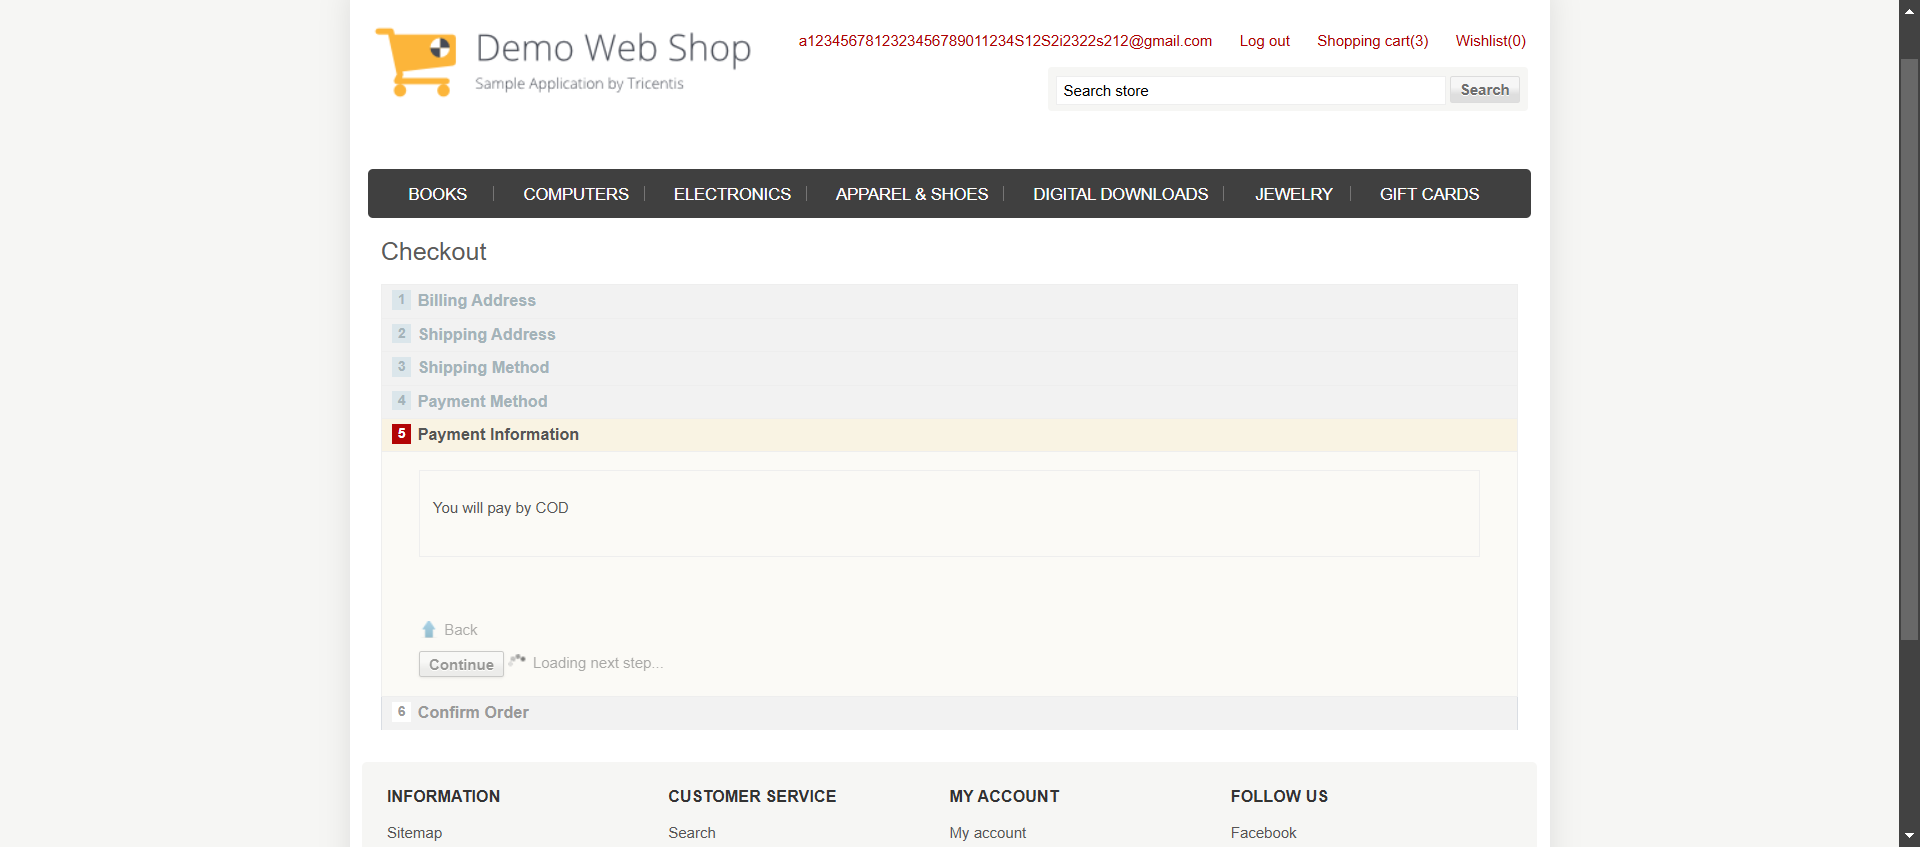 Demo Web Shop
Sample Application by Tricentis
a1234567812323456789011234S12S2i2322s212@gmail.com Log out Shopping cart(3) Wishlist(0)
Search store Search
BOOKS COMPUTERS ELECTRONICS APPAREL & SHOES DIGITAL DOWNLOADS JEWELRY GIFT CARDS
Checkout
1 Billing Address
2 Shipping Address
3 Shipping Method
4 Payment Method
5 Payment Information
You will pay by COD
Back
Continue Loading next step...
6 Confirm Order
INFORMATION CUSTOMER SERVICE MY ACCOUNT FOLLOW US
Sitemap Search My account Facebook